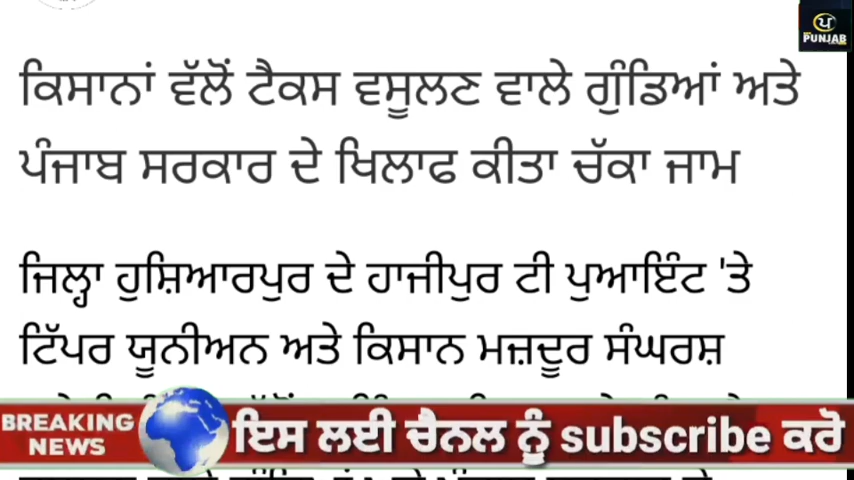 ਪ
PUNJAB
ਕਿਸਾਨਾਂ ਵੱਲੋਂ ਟੈਕਸ ਵਸੂਲਣ ਵਾਲੇ ਗੁੰਡਿਆਂ ਅਤੇ
ਪੰਜਾਬ ਸਰਕਾਰ ਦੇ ਖਿਲਾਫ ਕੀਤਾ ਚੱਕਾ ਜਾਮ
ਜਿਲ੍ਹਾ ਹੁਸ਼ਿਆਰਪੁਰ ਦੇ ਹਾਜੀਪੁਰ ਟੀ ਪੁਆਇੰਟ 'ਤੇ
ਟਿੱਪਰ ਯੂਨੀਅਨ ਅਤੇ ਕਿਸਾਨ ਮਜ਼ਦੂਰ ਸੰਘਰਸ਼
BREAKING
NEWS
ਇਸ ਲਈ ਚੈਨਲ ਨੂੰ subscribe ਕਰੋ